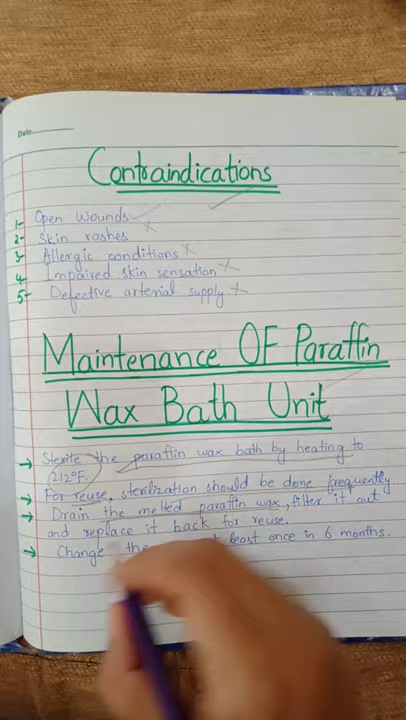 Date
Contraindications
1- Open Wounds
2- Skin rashes
3- Allergic conditions
4- Impaired skin sensation
5- Defective arterial supply
Maintenance OF Paraffin
Wax Bath Unit
→ Sterite the paraffin wax bath by heating to
212°F.
→ For reuse, sterilization should be done frequently
→ Drain the melted paraffin wax, filter it out
and replace it back for reuse.
→ Change the least once in 6 months.